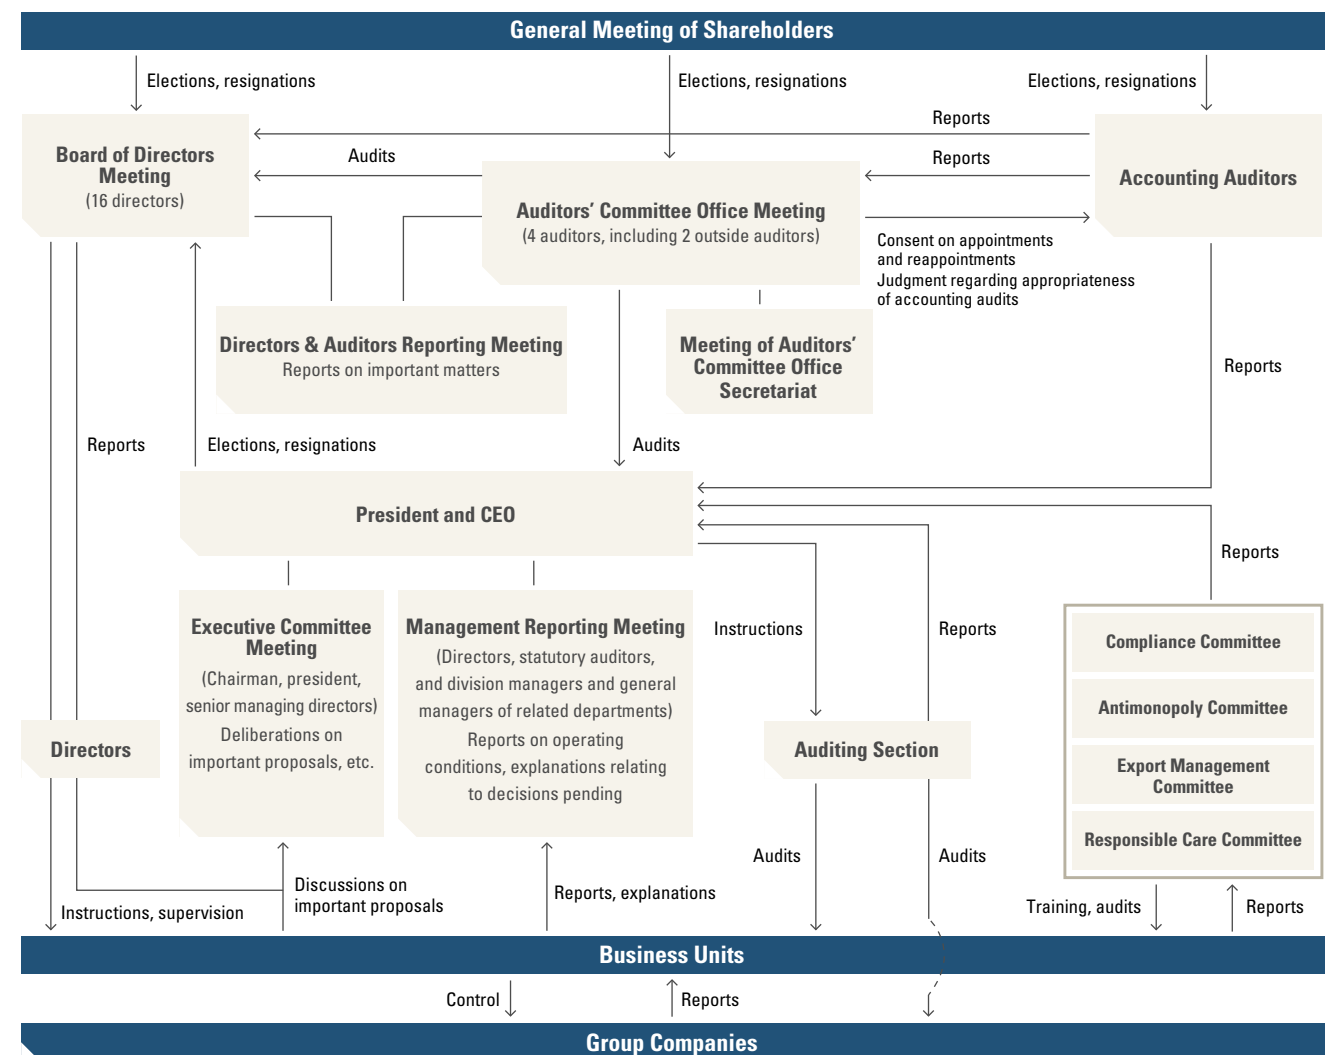 General Meeting of Shareholders
Elections, resignations
Elections, resignations
Elections, resignations
Board of Directors
Meeting
(16 directors)
Audits
Reports
Reports
Auditors’ Committee Office Meeting
(4 auditors, including 2 outside auditors)
Accounting Auditors
Consent on appointments
and reappointments
Judgment regarding appropriateness
of accounting audits
Directors & Auditors Reporting Meeting
Reports on important matters
Meeting of Auditors’
Committee Office
Secretariat
Reports
Reports
Elections, resignations
Audits
President and CEO
Reports
Executive Committee
Meeting
(Chairman, president,
senior managing directors)
Deliberations on
important proposals, etc.
Management Reporting Meeting
(Directors, statutory auditors,
and division managers and general
managers of related departments)
Reports on operating
conditions, explanations relating
to decisions pending
Instructions
Reports
Directors
Auditing Section
Compliance Committee
Antimonopoly Committee
Export Management
Committee
Responsible Care Committee
Instructions, supervision
Discussions on
important proposals
Reports, explanations
Audits
Audits
Training, audits
Reports
Business Units
Control
Reports
Group Companies